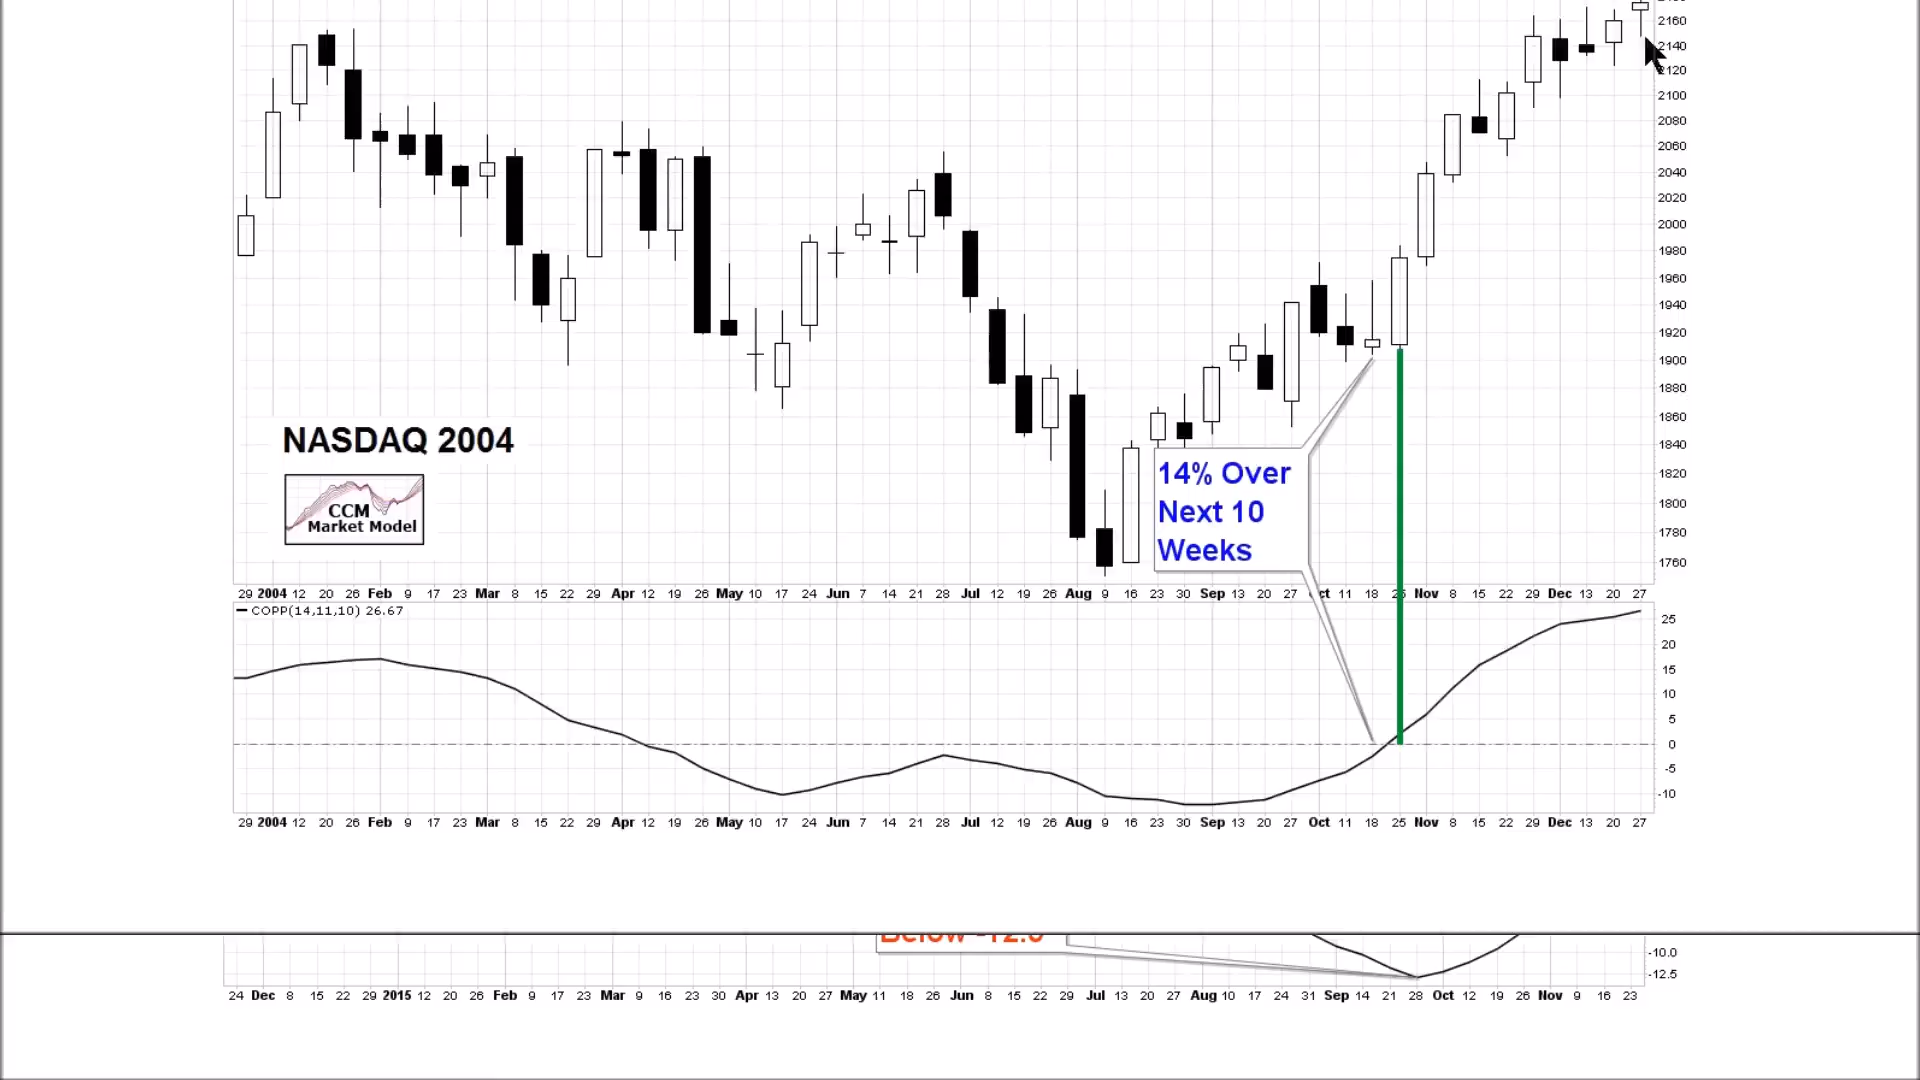 2160
2140
2120
2100
2080
2060
2040
2020
2000
1980
1960
1940
1920
1900
1880
1860
1840
1820
1800
1780
1760
NASDAQ 2004
CCM
Market Model
14% Over
Next 10
Weeks
29 2004 12 20 26 Feb 9 17 23 Mar 8 15 22 29 Apr 12 19 26 May 10 17 24 Jun 7 14 21 28 Jul 12 19 26 Aug 9 16 23 30 Sep 13 20 27 Oct 11 18 25 Nov 8 15 22 29 Dec 13 20 27
COPP(14,11,10) 26.67
25
20
15
10
5
0
-5
-10
29 2004 12 20 26 Feb 9 17 23 Mar 8 15 22 29 Apr 12 19 26 May 10 17 24 Jun 7 14 21 28 Jul 12 19 26 Aug 9 16 23 30 Sep 13 20 27 Oct 11 18 25 Nov 8 15 22 29 Dec 13 20 27
Below -12.0
-10.0
-12.5
24 Dec 8 15 22 29 2015 12 20 26 Feb 9 17 23 Mar 9 16 23 30 Apr 13 20 27 May 11 18 26 Jun 8 15 22 29 Jul 13 20 27 Aug 10 17 24 31 Sep 14 21 28 Oct 12 19 26 Nov 9 16 23